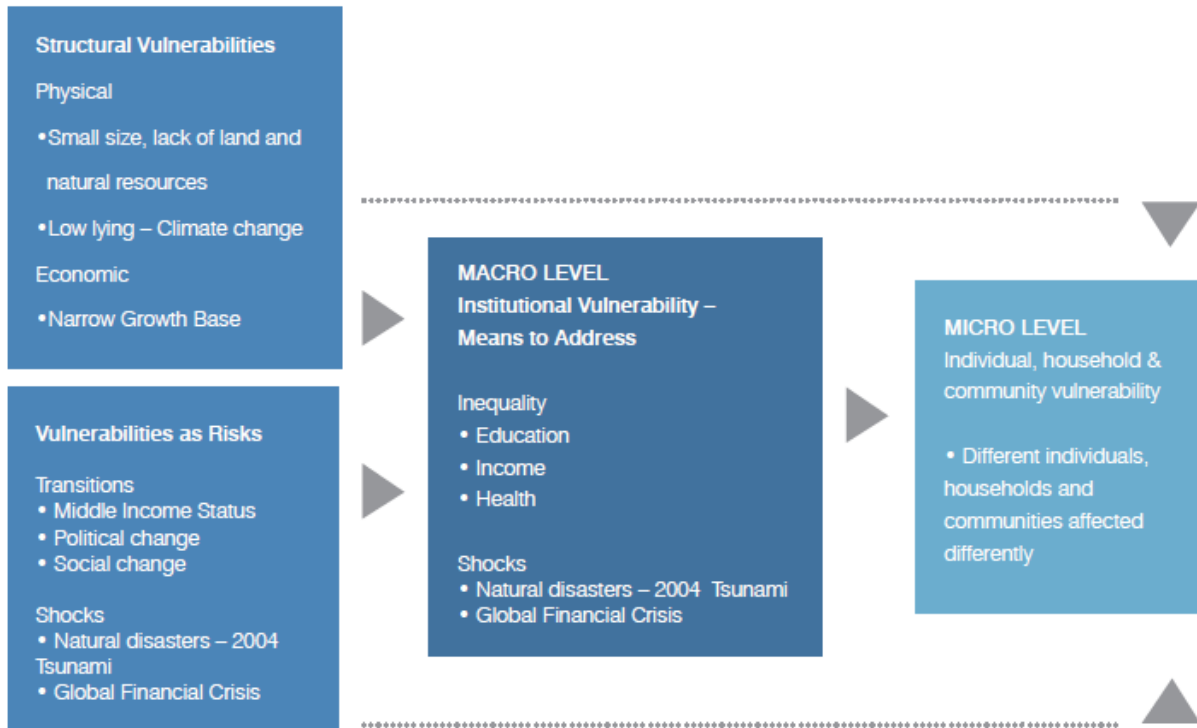 Structural Vulnerabilities
Physical
•Small size, lack of land and
natural resources
•Low lying – Climate change
Economic
•Narrow Growth Base
Vulnerabilities as Risks
Transitions
• Middle Income Status
• Political change
• Social change
Shocks
• Natural disasters – 2004
Tsunami
• Global Financial Crisis
MACRO LEVEL
Institutional Vulnerability –
Means to Address
Inequality
• Education
• Income
• Health
Shocks
• Natural disasters – 2004 Tsunami
• Global Financial Crisis
MICRO LEVEL
Individual, household &
community vulnerability
• Different individuals,
households and
communities affected
differently